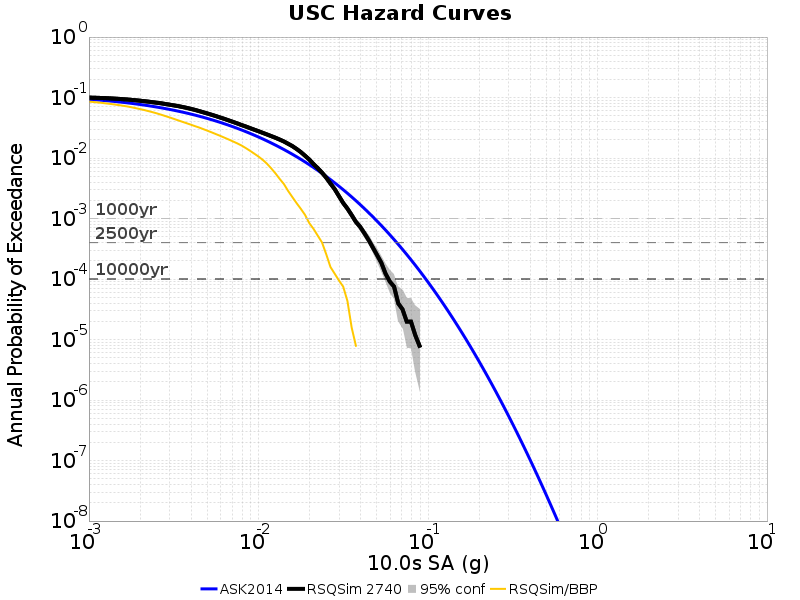 USC Hazard Curves
Annual Probability of Exceedance
10^0
10^-1
10^-2
10^-3
10^-4
10^-5
10^-6
10^-7
10^-8
1000yr
2500yr
10000yr
10^-3 10^-2 10^-1 10^0 10^1
10.0s SA (g)
ASK2014 RSQSim 2740 95% conf RSQSim/BBP